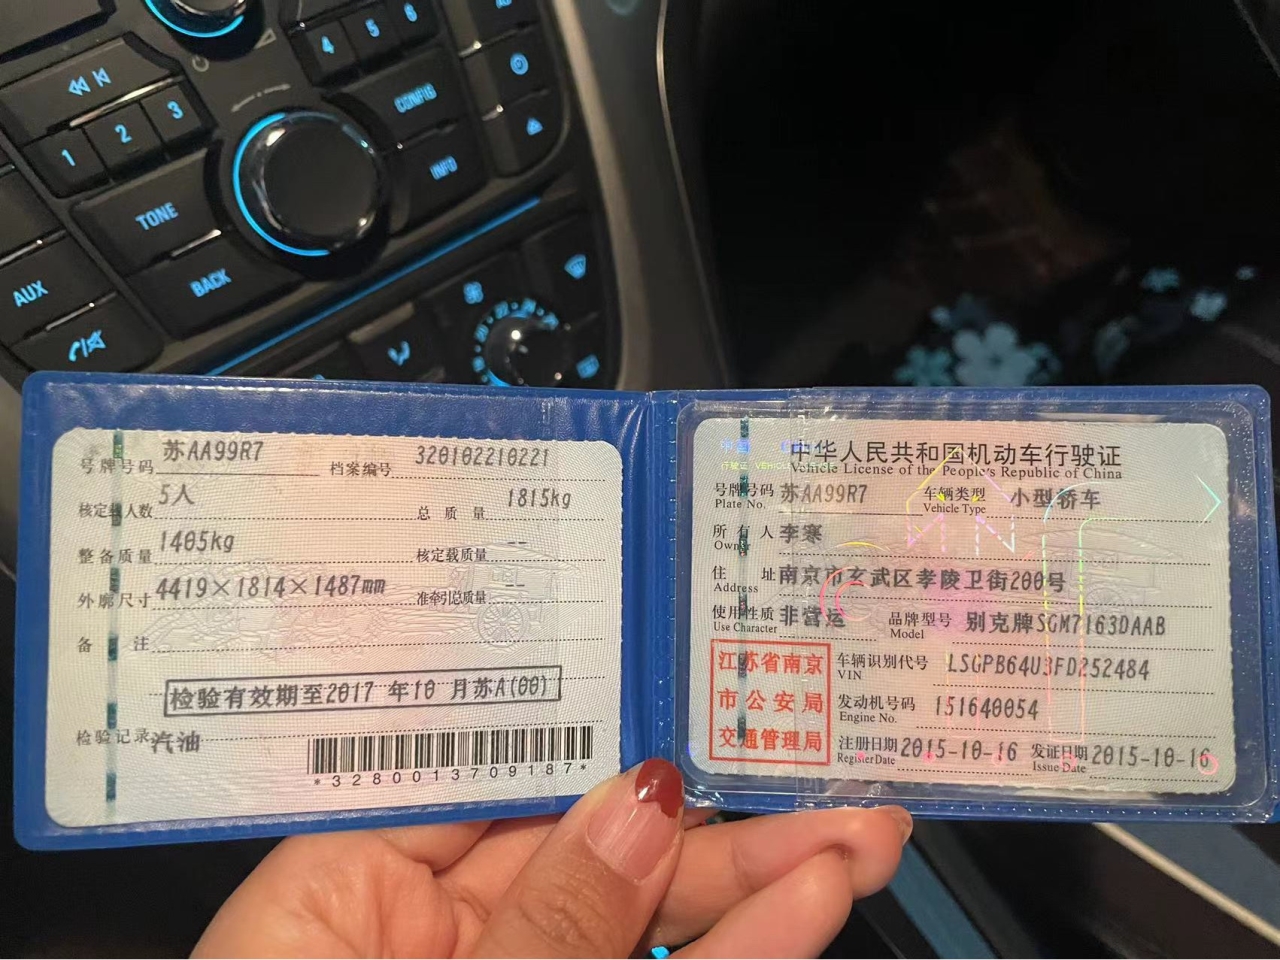 4 5 6
1 2 3
CONFIG
INFO
TONE
BACK
AUX
号牌号码 苏AA99R7 档案编号 320102210221
核定载人数 5人 总质量 1815kg
整备质量 1405kg 核定载质量 --
外廓尺寸 4419×1814×1487mm 准牵引总质量 --
备注
检验有效期至2017 年10 月苏A(00)
检验记录 汽油
*3280013709187*
中华人民共和国机动车行驶证
Vehicle License of the People's Republic of China
号牌号码 苏AA99R7 车辆类型 小型轿车
Plate No. Vehicle Type
所有人 李寒
Owner
住址 南京市玄武区孝陵卫街200号
Address
使用性质 非营运 品牌型号 别克牌SGM7163DAAB
Use Character Model
江苏省南京
市公安局
交通管理局
车辆识别代号 LSGPB64U3FD252484
VIN
发动机号码 151640054
Engine No.
注册日期 2015-10-16 发证日期 2015-10-16
Register Date Issue Date